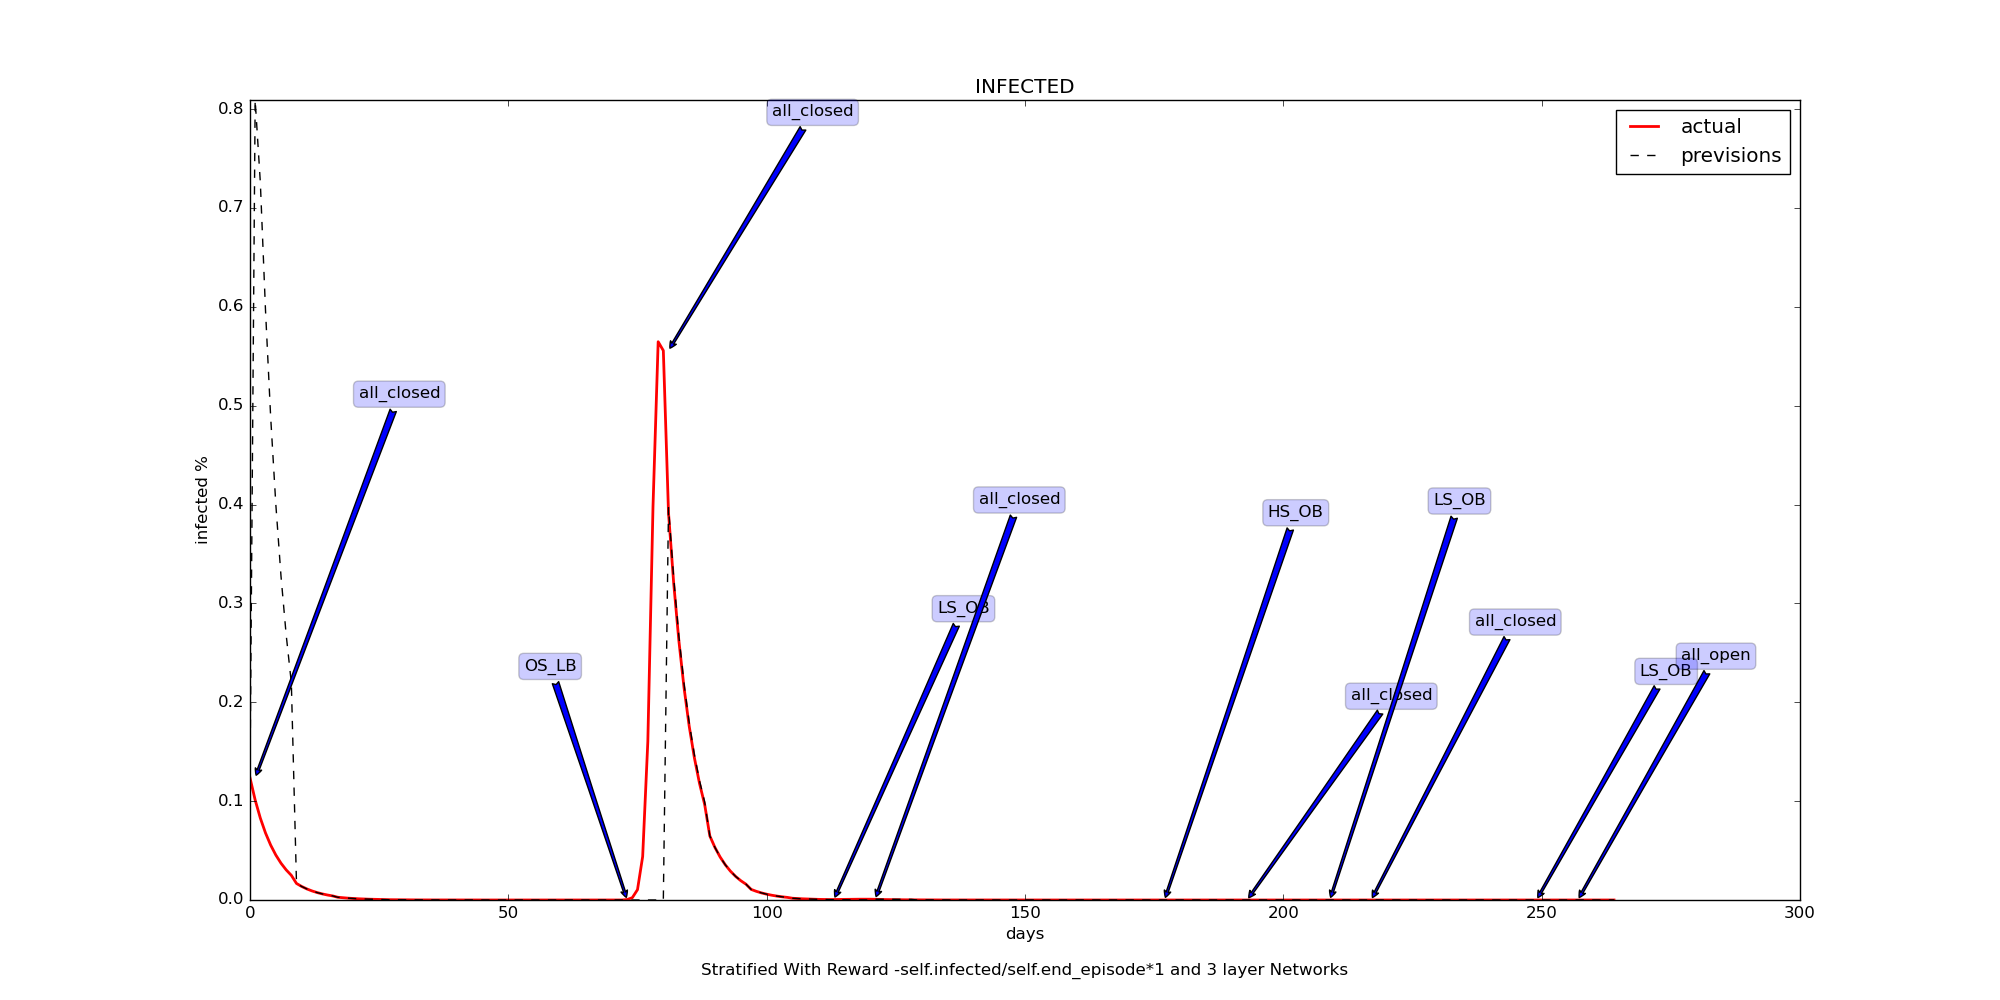 INFECTED
actual
previsions
all_closed
all_closed
OS_LB
LS_OB
all_closed
HS_OB
all_closed
LS_OB
all_closed
LS_OB
all_open
infected %
0.8
0.7
0.6
0.5
0.4
0.3
0.2
0.1
0.0
0
50
100
150
200
250
300
days
Stratified With Reward -self.infected/self.end_episode*1 and 3 layer Networks